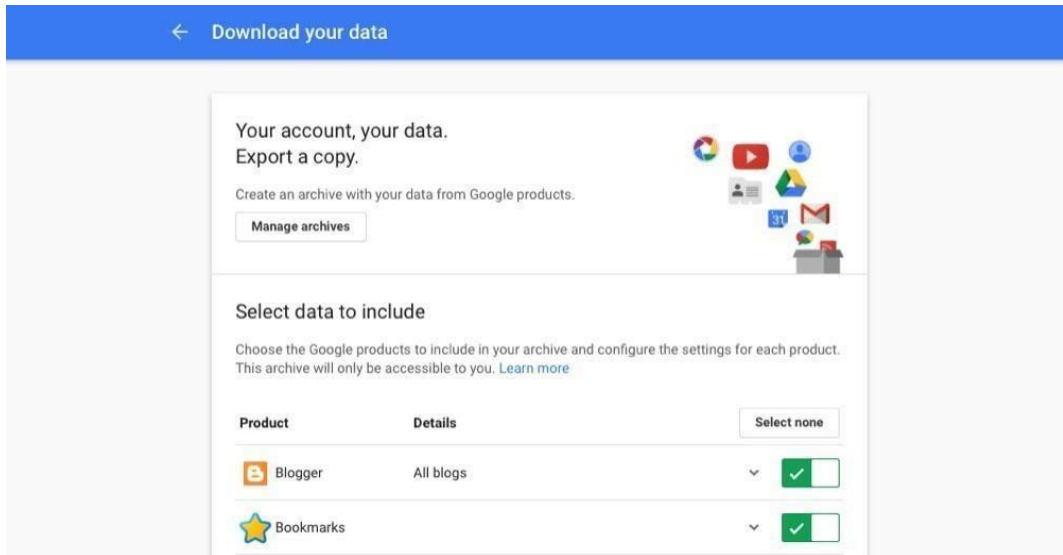 Download your data
Your account, your data.
Export a copy.
Create an archive with your data from Google products.
Manage archives
31
Select data to include
Choose the Google products to include in your archive and configure the settings for each product.
This archive will only be accessible to you. Learn more
Product Details Select none
Blogger All blogs
Bookmarks